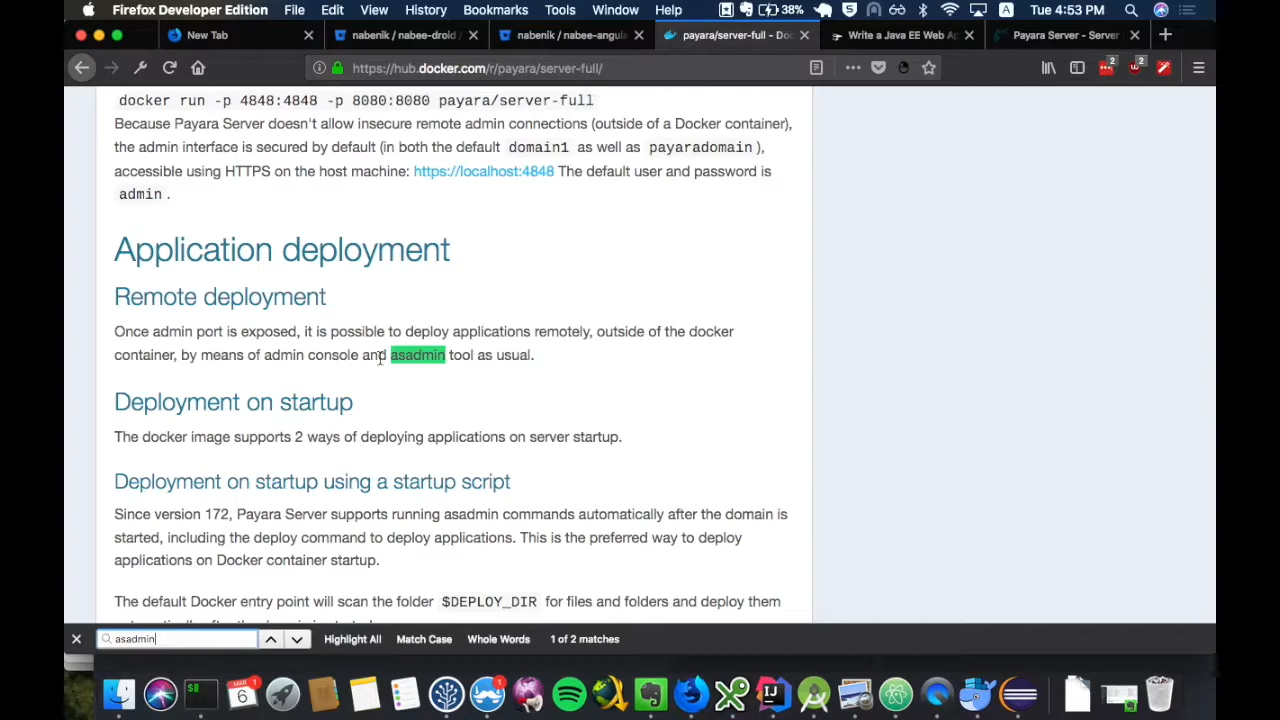 Firefox Developer Edition File Edit View History Bookmarks Tools Window Help 38% A Tue 4:53 PM
New Tab nabenik / nabee-droid nabenik / nabee-angul payara/server-full - Do Write a Java EE Web Ap Payara Server - Server
https://hub.docker.com/r/payara/server-full/ 2 2
docker run -p 4848:4848 -p 8080:8080 payara/server-full
Because Payara Server doesn't allow insecure remote admin connections (outside of a Docker container),
the admin interface is secured by default (in both the default domain1 as well as payaradomain ),
accessible using HTTPS on the host machine: https://localhost:4848 The default user and password is
admin .
Application deployment
Remote deployment
Once admin port is exposed, it is possible to deploy applications remotely, outside of the docker
container, by means of admin console and asadmin tool as usual.
Deployment on startup
The docker image supports 2 ways of deploying applications on server startup.
Deployment on startup using a startup script
Since version 172, Payara Server supports running asadmin commands automatically after the domain is
started, including the deploy command to deploy applications. This is the preferred way to deploy
applications on Docker container startup.
The default Docker entry point will scan the folder $DEPLOY_DIR for files and folders and deploy them
asadmin Highlight All Match Case Whole Words 1 of 2 matches
MAR 6 1 1